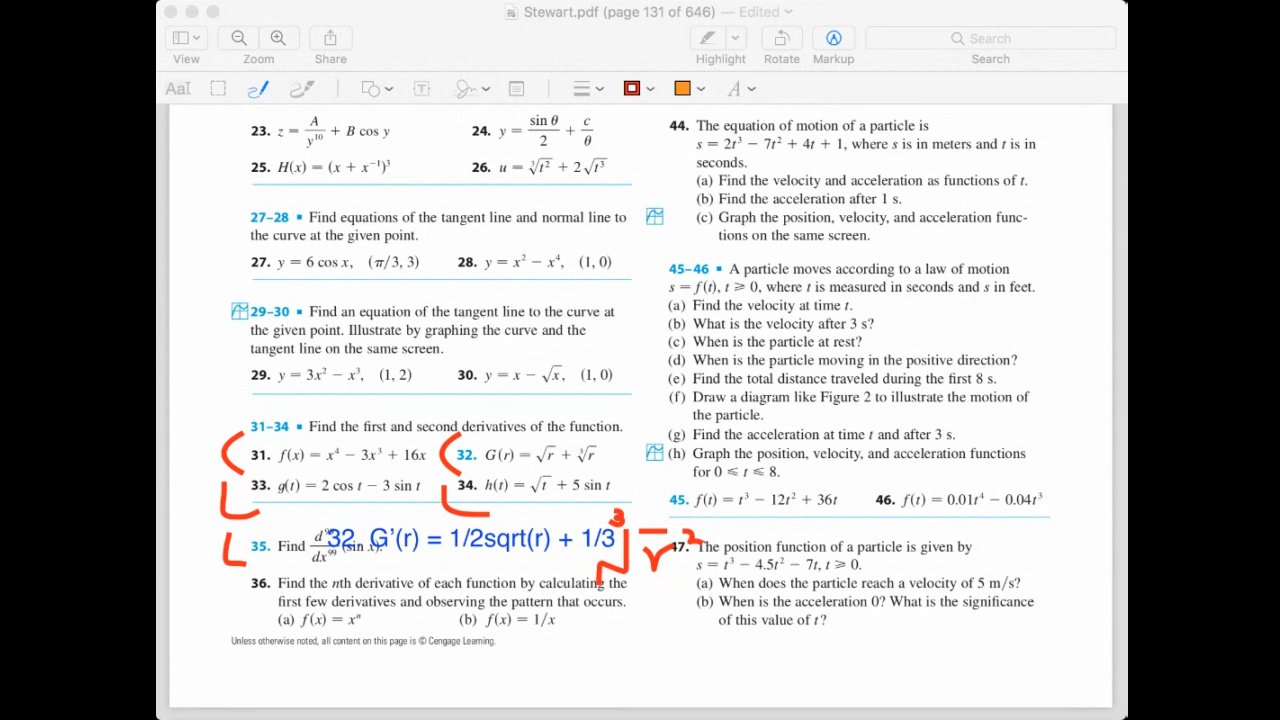 Stewart.pdf (page 131 of 646) — Edited
View
Zoom
Share
Highlight
Rotate
Markup
Search
Search
AaI
T
A
23. z = A/y¹⁰ + B cos y
24. y = sin θ/2 + c/θ
25. H(x) = (x + x⁻¹)³
26. u = ∛t² + 2√t³
27–28 ▪ Find equations of the tangent line and normal line to
the curve at the given point.
27. y = 6 cos x, (π/3, 3)
28. y = x² − x⁴, (1, 0)
29–30 ▪ Find an equation of the tangent line to the curve at
the given point. Illustrate by graphing the curve and the
tangent line on the same screen.
29. y = 3x² − x³, (1, 2)
30. y = x − √x, (1, 0)
31–34 ▪ Find the first and second derivatives of the function.
31. f(x) = x⁴ − 3x³ + 16x
32. G(r) = √r + ∛r
33. g(t) = 2 cos t − 3 sin t
34. h(t) = √t + 5 sin t
32. G'(r) = 1/2sqrt(r) + 1/3 ∛r²
35. Find d⁹⁹/dx⁹⁹ (sin x).
36. Find the nth derivative of each function by calculating the
first few derivatives and observing the pattern that occurs.
(a) f(x) = xⁿ
(b) f(x) = 1/x
Unless otherwise noted, all content on this page is © Cengage Learning.
44. The equation of motion of a particle is
s = 2t³ − 7t² + 4t + 1, where s is in meters and t is in
seconds.
(a) Find the velocity and acceleration as functions of t.
(b) Find the acceleration after 1 s.
(c) Graph the position, velocity, and acceleration func-
tions on the same screen.
45–46 ▪ A particle moves according to a law of motion
s = f(t), t ⩾ 0, where t is measured in seconds and s in feet.
(a) Find the velocity at time t.
(b) What is the velocity after 3 s?
(c) When is the particle at rest?
(d) When is the particle moving in the positive direction?
(e) Find the total distance traveled during the first 8 s.
(f) Draw a diagram like Figure 2 to illustrate the motion of
the particle.
(g) Find the acceleration at time t and after 3 s.
(h) Graph the position, velocity, and acceleration functions
for 0 ⩽ t ⩽ 8.
45. f(t) = t³ − 12t² + 36t
46. f(t) = 0.01t⁴ − 0.04t³
47. The position function of a particle is given by
s = t³ − 4.5t² − 7t, t ⩾ 0.
(a) When does the particle reach a velocity of 5 m/s?
(b) When is the acceleration 0? What is the significance
of this value of t?